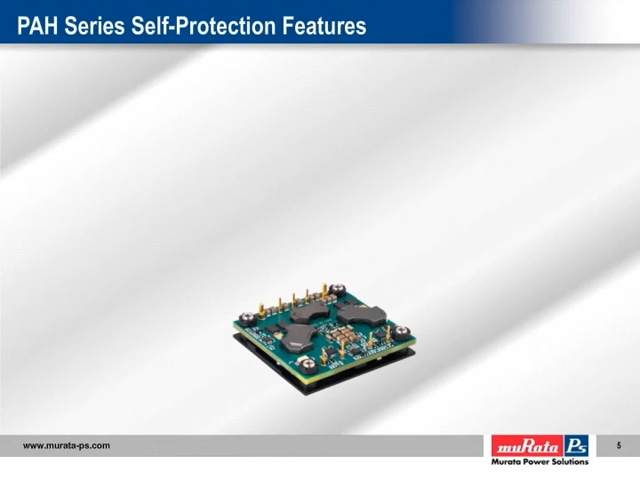 PAH Series Self-Protection Features
www.murata-ps.com
muRata Ps
Murata Power Solutions
5